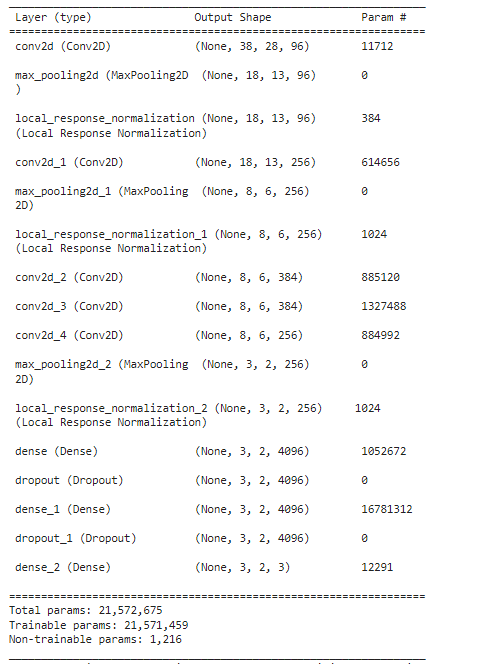 Layer (type) Output Shape Param #
conv2d (Conv2D) (None, 38, 28, 96) 11712
max_pooling2d (MaxPooling2D (None, 18, 13, 96) 0
)
local_response_normalization (None, 18, 13, 96) 384
(Local Response Normalization)
conv2d_1 (Conv2D) (None, 18, 13, 256) 614656
max_pooling2d_1 (MaxPooling (None, 8, 6, 256) 0
2D)
local_response_normalization_1 (None, 8, 6, 256) 1024
(Local Response Normalization)
conv2d_2 (Conv2D) (None, 8, 6, 384) 885120
conv2d_3 (Conv2D) (None, 8, 6, 384) 1327488
conv2d_4 (Conv2D) (None, 8, 6, 256) 884992
max_pooling2d_2 (MaxPooling (None, 3, 2, 256) 0
2D)
local_response_normalization_2 (None, 3, 2, 256) 1024
(Local Response Normalization)
dense (Dense) (None, 3, 2, 4096) 1052672
dropout (Dropout) (None, 3, 2, 4096) 0
dense_1 (Dense) (None, 3, 2, 4096) 16781312
dropout_1 (Dropout) (None, 3, 2, 4096) 0
dense_2 (Dense) (None, 3, 2, 3) 12291
Total params: 21,572,675
Trainable params: 21,571,459
Non-trainable params: 1,216